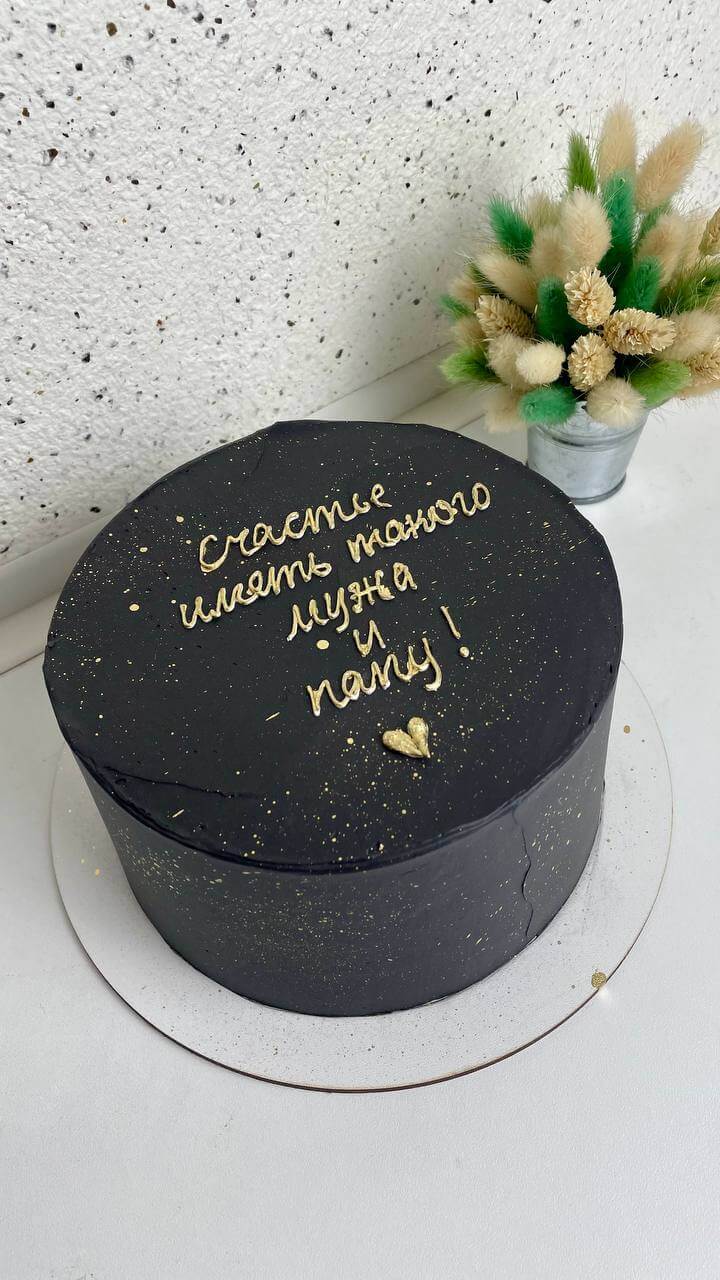 счастье
иметь такого
мужа
и
папу!